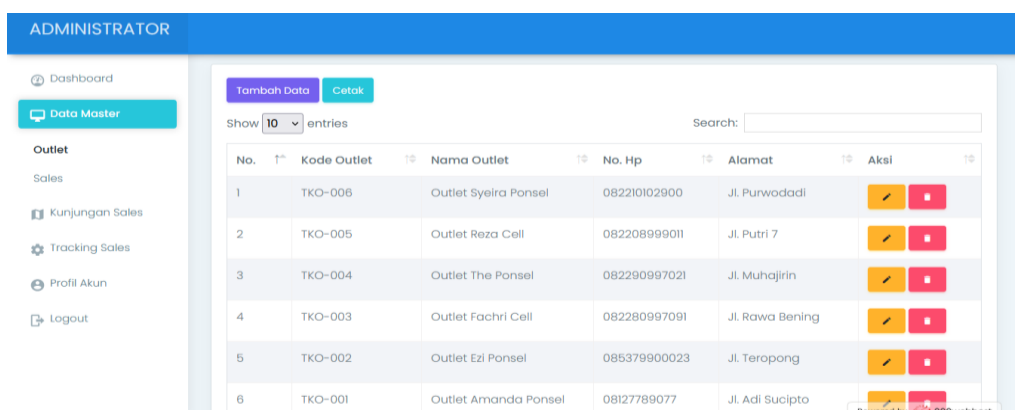 ADMINISTRATOR
Dashboard
Data Master
Outlet
Sales
Kunjungan Sales
Tracking Sales
Profil Akun
Logout
Tambah Data Cetak
Show 10 entries Search:
No. Kode Outlet Nama Outlet No. Hp Alamat Aksi
1 TKO-006 Outlet Syeira Ponsel 082210102900 Jl. Purwodadi
2 TKO-005 Outlet Reza Cell 082208999011 Jl. Putri 7
3 TKO-004 Outlet The Ponsel 082290997021 Jl. Muhajirin
4 TKO-003 Outlet Fachri Cell 082280997091 Jl. Rawa Bening
5 TKO-002 Outlet Ezi Ponsel 085379900023 Jl. Teropong
6 TKO-001 Outlet Amanda Ponsel 08127789077 Jl. Adi Sucipto